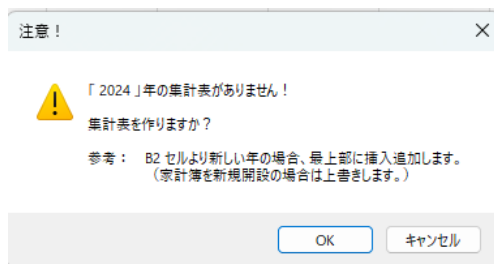 注意！
「 2024 」年の集計表がありません！
集計表を作りますか？
参考： B2 セルより新しい年の場合、最上部に挿入追加します。
（家計簿を新規開設の場合は上書きします。）
OK キャンセル